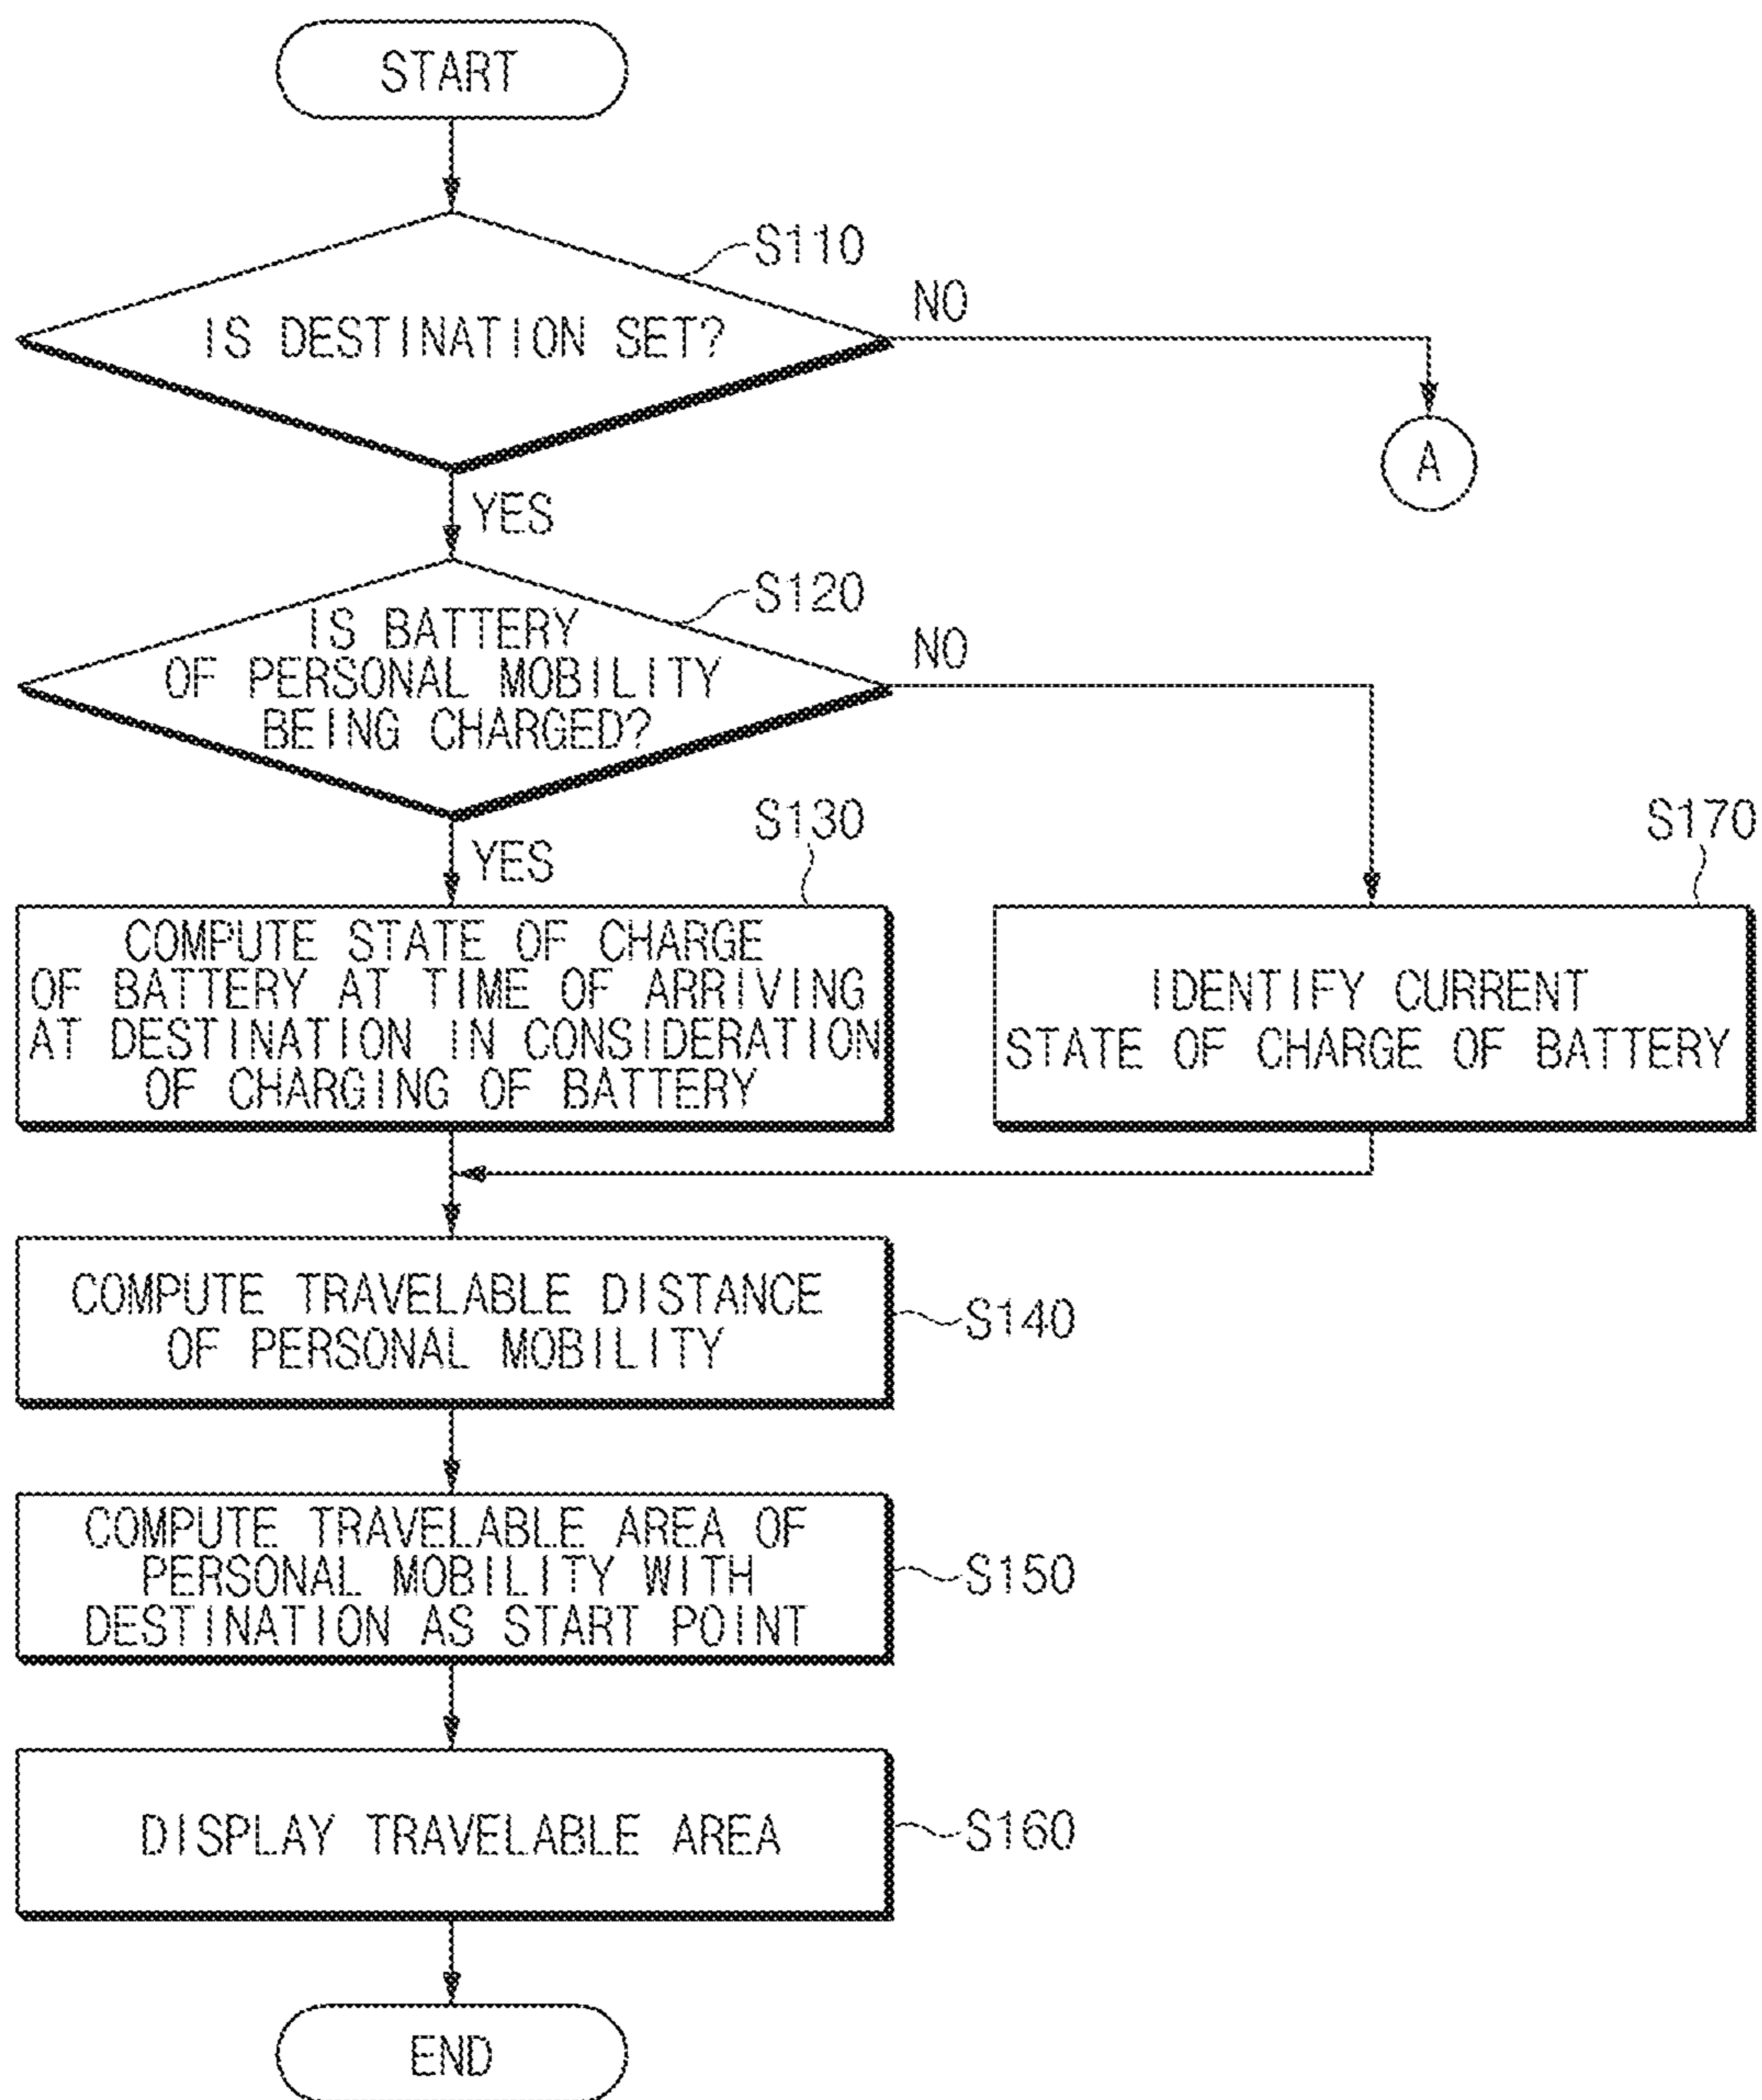 START
S110
IS DESTINATION SET?
NO
A
YES
S120
IS BATTERY
OF PERSONAL MOBILITY
BEING CHARGED?
NO
YES
S130
S170
COMPUTE STATE OF CHARGE
OF BATTERY AT TIME OF ARRIVING
AT DESTINATION IN CONSIDERATION
OF CHARGING OF BATTERY
IDENTIFY CURRENT
STATE OF CHARGE OF BATTERY
COMPUTE TRAVELABLE DISTANCE
OF PERSONAL MOBILITY
S140
COMPUTE TRAVELABLE AREA OF
PERSONAL MOBILITY WITH
DESTINATION AS START POINT
S150
DISPLAY TRAVELABLE AREA
S160
END